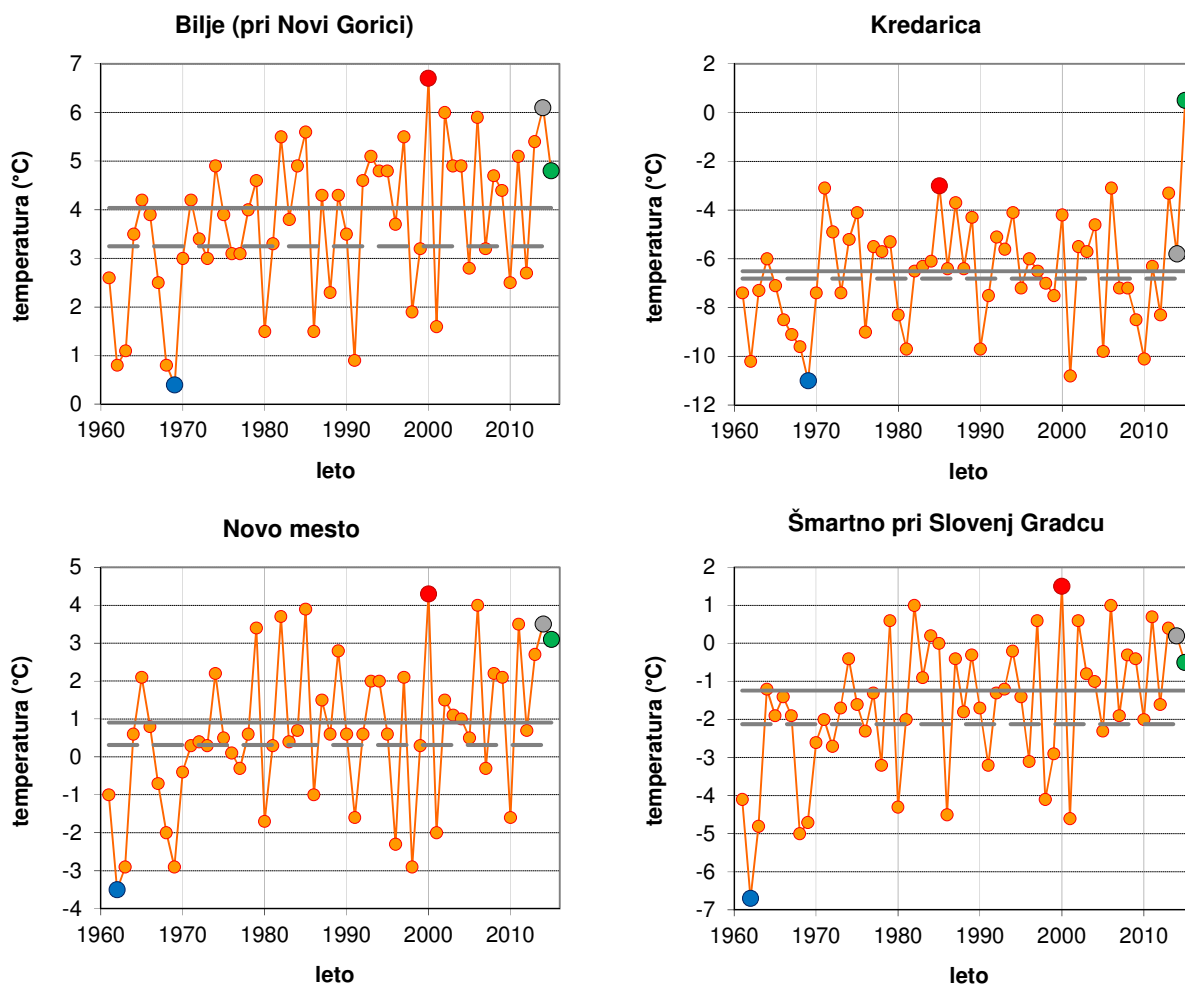 Bilje (pri Novi Gorici)
7
6
5
4
3
2
1
0
temperatura (°C)
1960 1970 1980 1990 2000 2010
leto
Kredarica
2
0
-2
-4
-6
-8
-10
-12
temperatura (°C)
1960 1970 1980 1990 2000 2010
leto
Novo mesto
5
4
3
2
1
0
-1
-2
-3
-4
temperatura (°C)
1960 1970 1980 1990 2000 2010
leto
Šmartno pri Slovenj Gradcu
2
1
0
-1
-2
-3
-4
-5
-6
-7
temperatura (°C)
1960 1970 1980 1990 2000 2010
leto